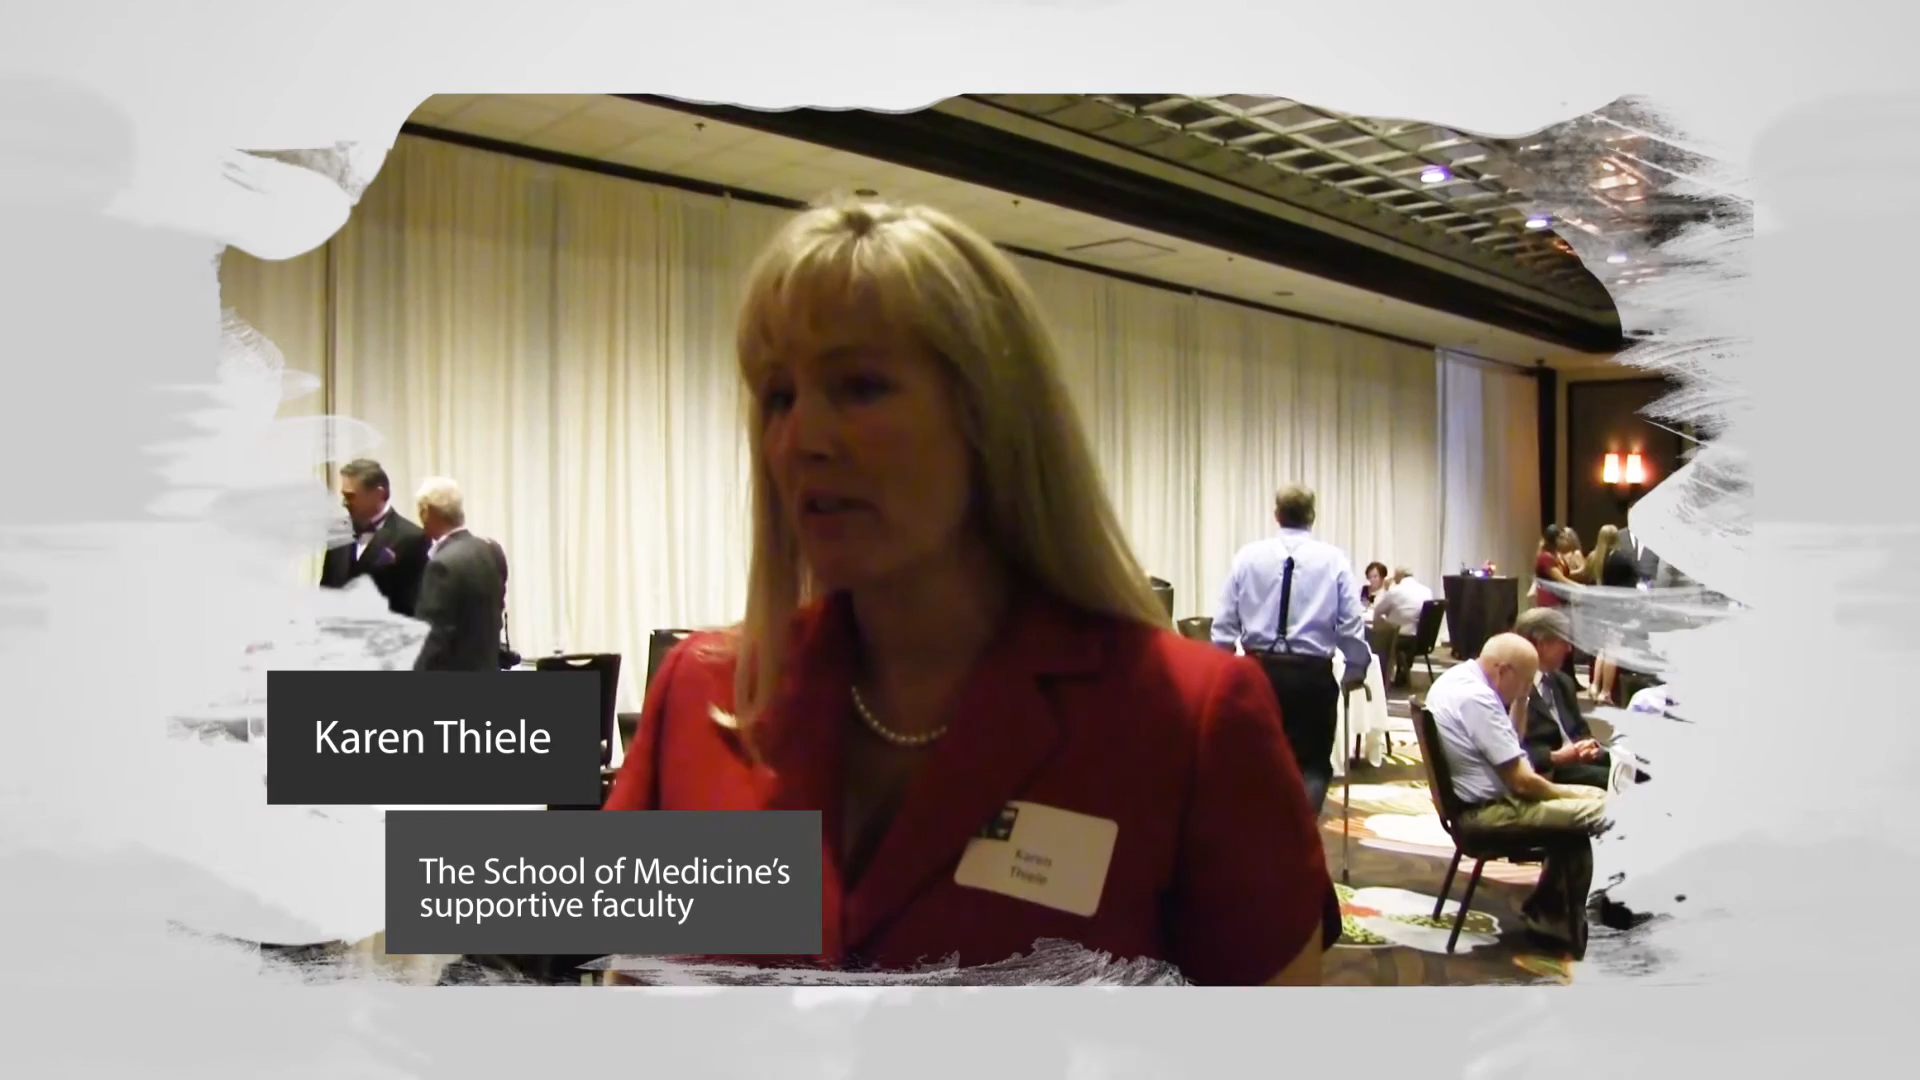 Karen Thiele
The School of Medicine’s
supportive faculty
Karen
Thiele